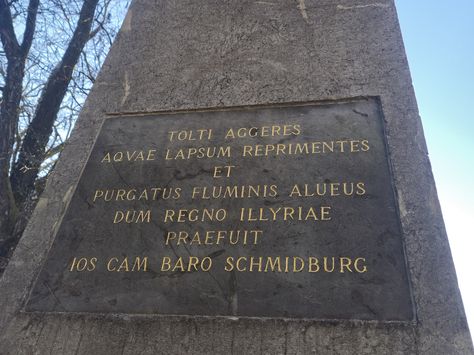 TOLTI AGGERES
AQVAE LAPSUM REPRIMENTES
ET
PURGATUS FLUMINIS ALUEUS
DUM REGNO ILLYRIAE
PRAEFUIT
IOS CAM BARO SCHMIDBURG